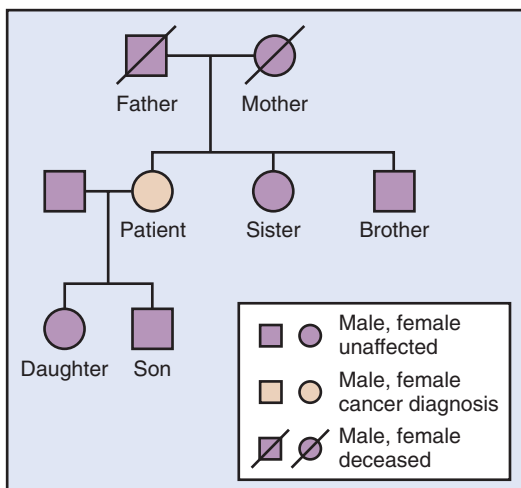 Father
Mother
Patient
Sister
Brother
Daughter
Son
Male, female
unaffected
Male, female
cancer diagnosis
Male, female
deceased